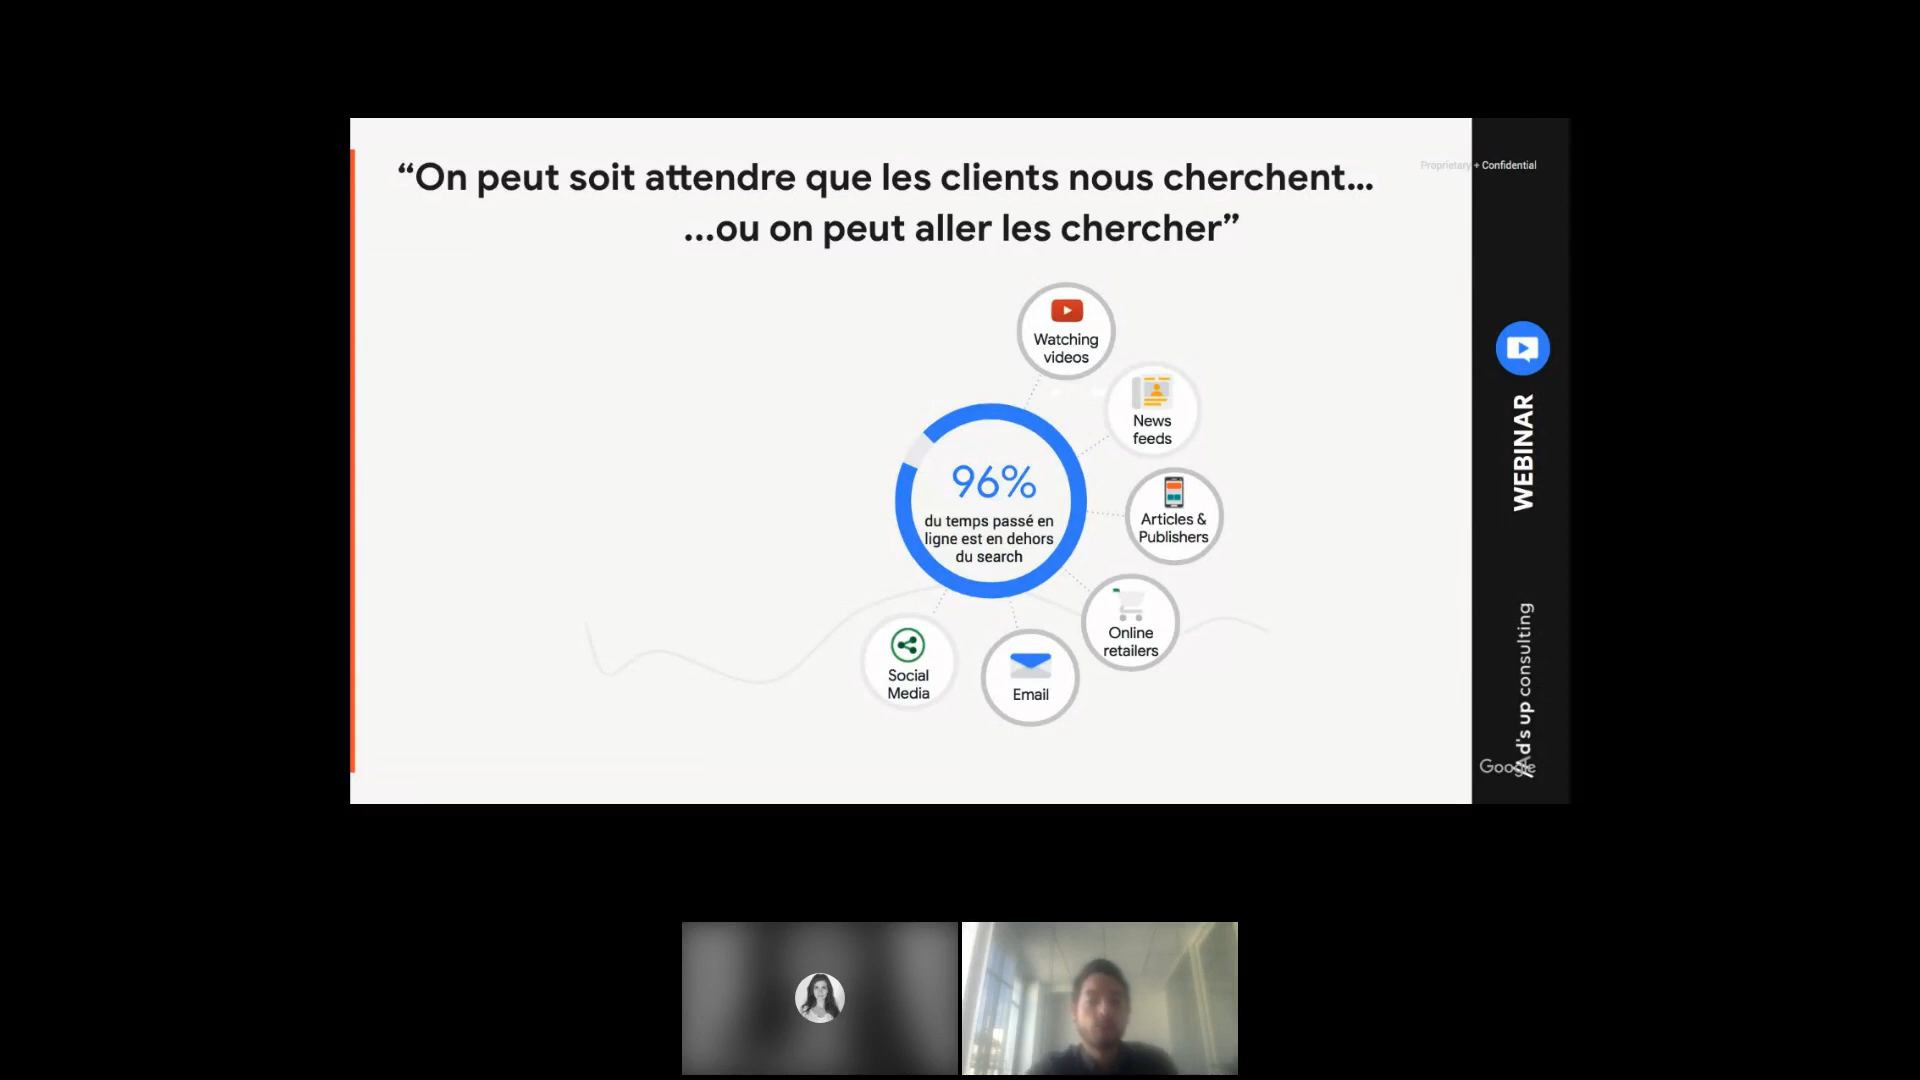 “On peut soit attendre que les clients nous cherchent...
...ou on peut aller les chercher”
Proprietary + Confidential
Watching
videos
News
feeds
96%
du temps passé en
ligne est en dehors
du search
Articles &
Publishers
Online
retailers
Social
Media
Email
WEBINAR
/Ad's up consulting
Google